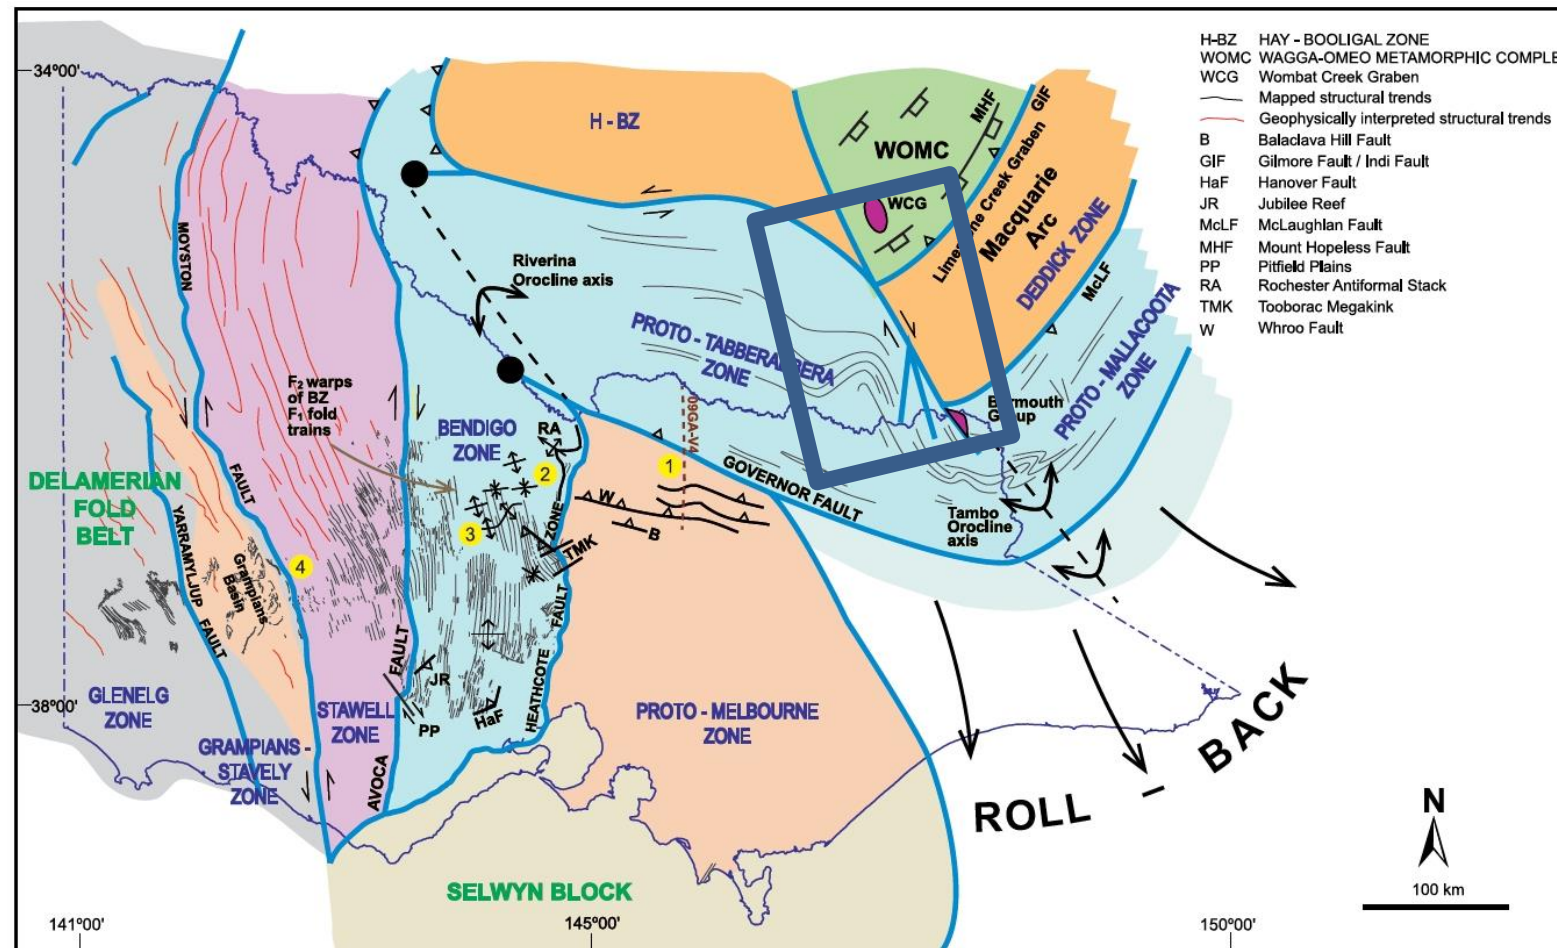 34°00'
38°00'
141°00'
145°00'
150°00'
H-BZ HAY - BOOLIGAL ZONE
WOMC WAGGA-OMEO METAMORPHIC COMPLE
WCG Wombat Creek Graben
Mapped structural trends
Geophysically interpreted structural trends
B Balaclava Hill Fault
GIF Gilmore Fault / Indi Fault
HaF Hanover Fault
JR Jubilee Reef
McLF McLaughlan Fault
MHF Mount Hopeless Fault
PP Pitfield Plains
RA Rochester Antiformal Stack
TMK Tooborac Megakink
W Whroo Fault
H - BZ
WOMC
MHF
GIF
WCG
Limestone Creek Graben
Macquarie
Arc
DEDDICK ZONE
McLF
PROTO - MALLACOOTA
ZONE
Riverina
Orocline axis
PROTO - TABBERABBERA
ZONE
MOYSTON
FAULT
F2 warps
of BZ
F1 fold
trains
BENDIGO
ZONE
RA
2
3
1
4
09GA-V4
GOVERNOR FAULT
W
B
TMK
ZONE
FAULT
HEATHCOTE
Group
Tambo
Orocline
axis
DELAMERIAN
FOLD
BELT
YARRAMYLJUP
FAULT
Grampians
Basin
GLENELG
ZONE
GRAMPIANS -
STAVELY
ZONE
STAWELL
ZONE
AVOCA
FAULT
JR
PP
HaF
PROTO - MELBOURNE
ZONE
SELWYN BLOCK
ROLL - BACK
N
100 km